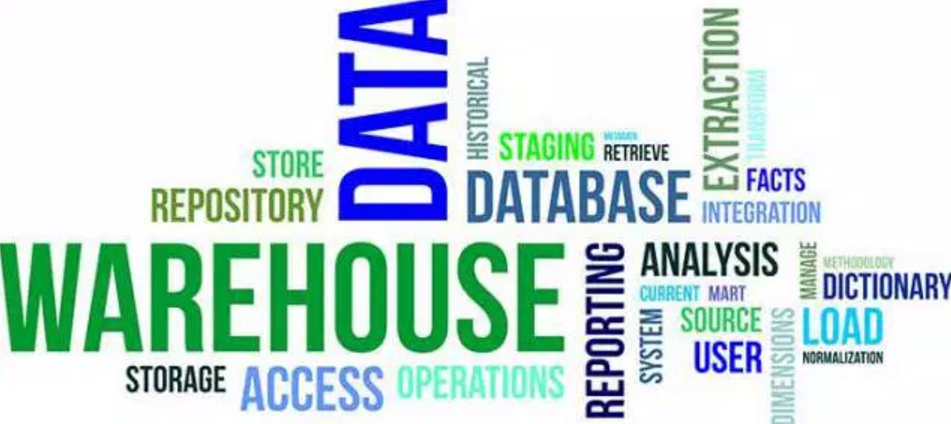 DATA
HISTORICAL
EXTRACTION
TRANSFORM
STORE
STAGING
METADATA
RETRIEVE
REPOSITORY
DATABASE
FACTS
INTEGRATION
WAREHOUSE
REPORTING
ANALYSIS
MANAGE
METHODOLOGY
DICTIONARY
CURRENT MART
SYSTEM
SOURCE
DIMENSIONS
LOAD
USER
NORMALIZATION
STORAGE
ACCESS
OPERATIONS